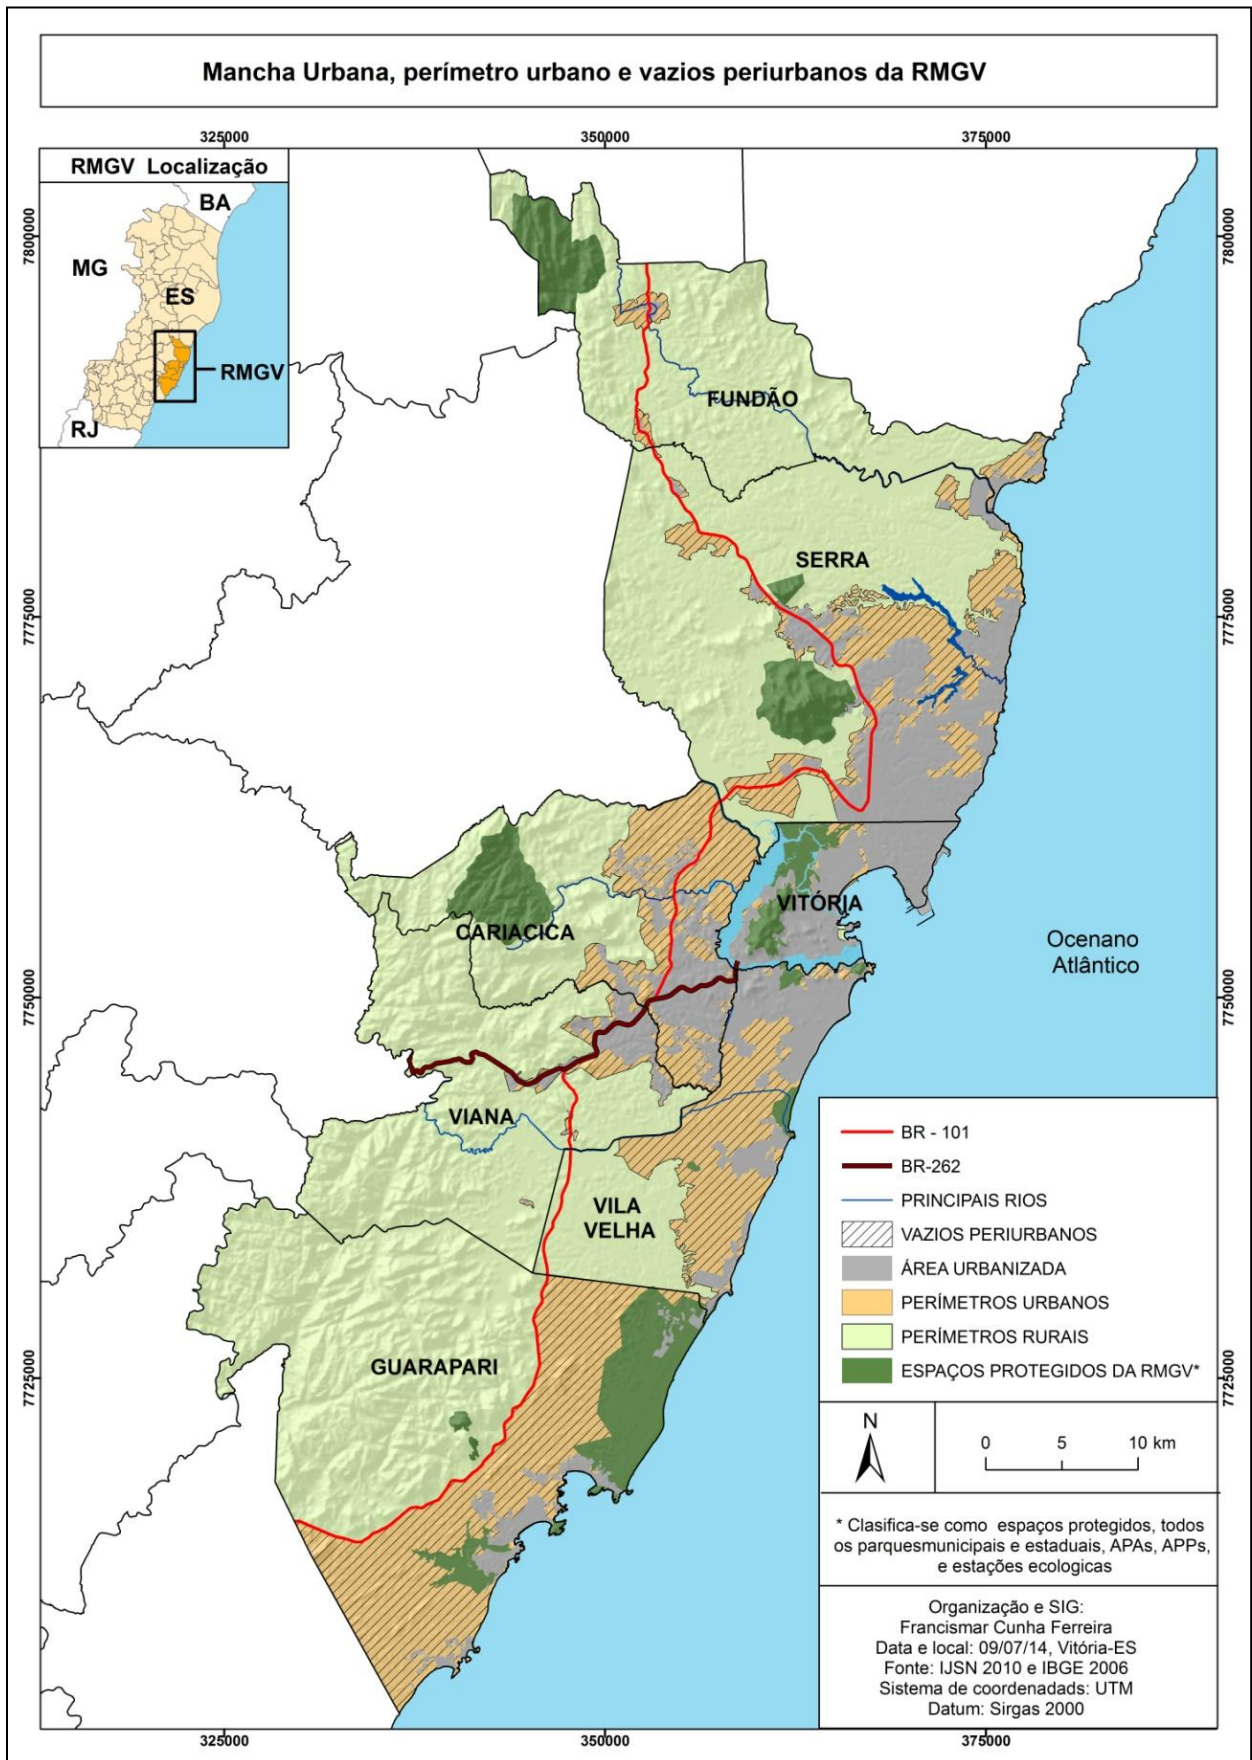 Mancha Urbana, perímetro urbano e vazios periurbanos da RMGV
325000
350000
375000
RMGV Localização
BA
MG
ES
RMGV
RJ
7800000
7800000
FUNDÃO
SERRA
7775000
7775000
VITÓRIA
CARIACICA
Ocenano
Atlântico
7750000
7750000
VIANA
VILA
VELHA
GUARAPARI
7725000
7725000
BR - 101
BR-262
PRINCIPAIS RIOS
VAZIOS PERIURBANOS
ÁREA URBANIZADA
PERÍMETROS URBANOS
PERÍMETROS RURAIS
ESPAÇOS PROTEGIDOS DA RMGV*
N
0 5 10 km
* Clasifica-se como espaços protegidos, todos
os parquesmunicipais e estaduais, APAs, APPs,
e estações ecologicas
Organização e SIG:
Francismar Cunha Ferreira
Data e local: 09/07/14, Vitória-ES
Fonte: IJSN 2010 e IBGE 2006
Sistema de coordenadads: UTM
Datum: Sirgas 2000
325000
350000
375000